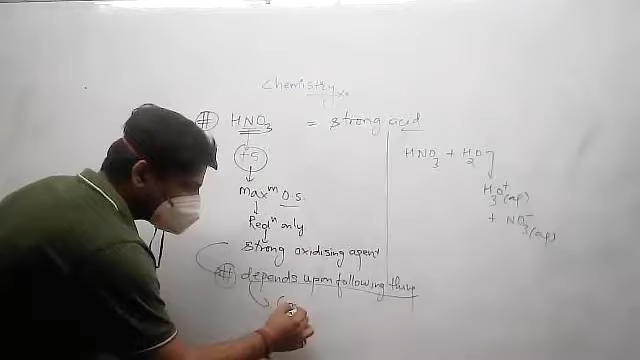 Chemistry
# HNO3 = strong acid
+5
Max^m O.S.
Red^n only
strong oxidising agent
# depends upon following thing
HNO3 + H2O
H3O+ (aq)
+ NO3- (aq)